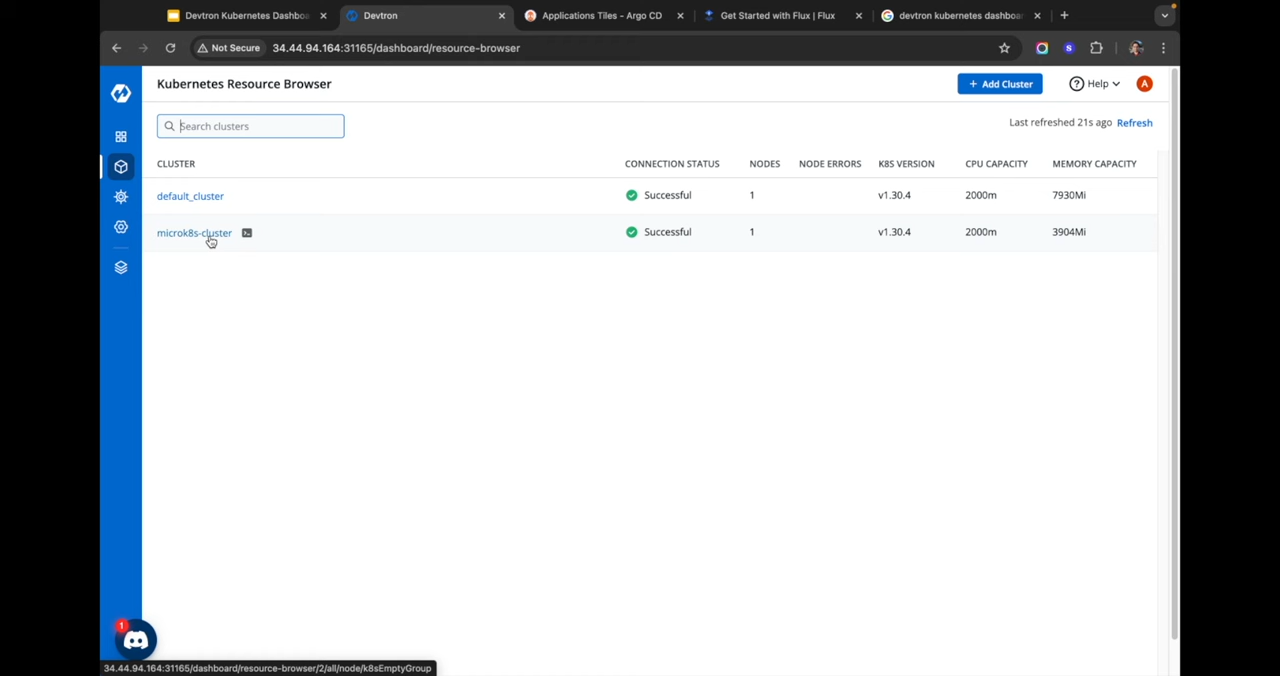 Devtron Kubernetes Dashboa
Devtron
Applications Tiles - Argo CD
Get Started with Flux | Flux
devtron kubernetes dashboa
Not Secure
34.44.94.164:31165/dashboard/resource-browser
Kubernetes Resource Browser
+ Add Cluster
? Help
A
Search clusters
Last refreshed 21s ago Refresh
CLUSTER CONNECTION STATUS NODES NODE ERRORS K8S VERSION CPU CAPACITY MEMORY CAPACITY
default_cluster Successful 1 v1.30.4 2000m 7930Mi
microk8s-cluster Successful 1 v1.30.4 2000m 3904Mi
1
34.44.94.164:31165/dashboard/resource-browser/2/all/node/k8sEmptyGroup